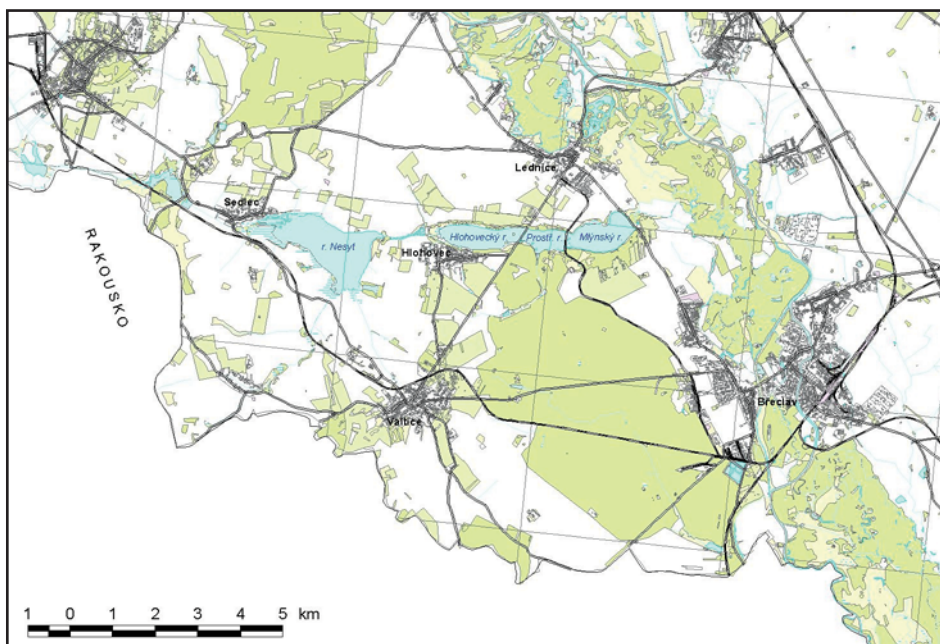 Lednice
Sedlec
r. Nesyt
Hlohovecký r.
Prostř. r.
Mlýnský r.
Hlohovec
RAKOUSKO
Břeclav
Valtice
1 0 1 2 3 4 5 km